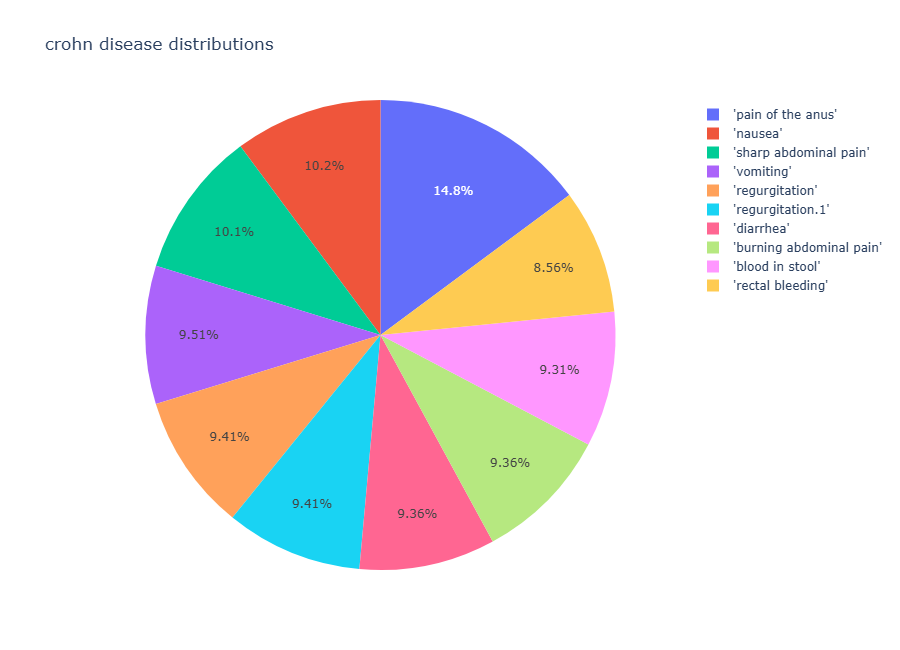 crohn disease distributions
'pain of the anus'
'nausea'
'sharp abdominal pain'
'vomiting'
'regurgitation'
'regurgitation.1'
'diarrhea'
'burning abdominal pain'
'blood in stool'
'rectal bleeding'
10.2%
14.8%
10.1%
8.56%
9.51%
9.31%
9.41%
9.36%
9.41%
9.36%